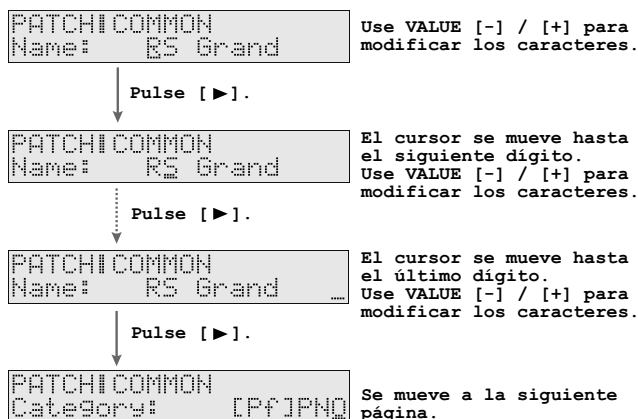 PATCH COMMON
Name: RS Grand
Use VALUE [-] / [+] para
modificar los caracteres.
Pulse [▶].
PATCH COMMON
Name: RS Grand
El cursor se mueve hasta
el siguiente dígito.
Use VALUE [-] / [+] para
modificar los caracteres.
Pulse [▶].
PATCH COMMON
Name: RS Grand _
El cursor se mueve hasta
el último dígito.
Use VALUE [-] / [+] para
modificar los caracteres.
Pulse [▶].
PATCH COMMON
Category: [Pf]PNO
Se mueve a la siguiente
página.